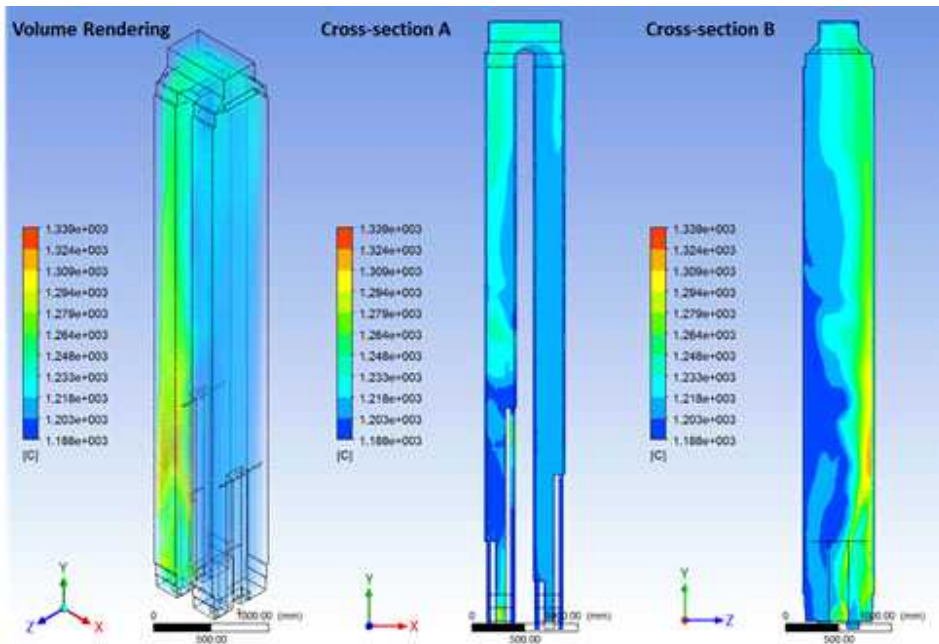 Volume Rendering
Cross-section A
Cross-section B
1.339e+003
1.324e+003
1.309e+003
1.294e+003
1.279e+003
1.264e+003
1.248e+003
1.233e+003
1.218e+003
1.203e+003
1.188e+003
[C]
1.339e+003
1.324e+003
1.309e+003
1.294e+003
1.279e+003
1.264e+003
1.248e+003
1.233e+003
1.218e+003
1.203e+003
1.188e+003
[C]
1.339e+003
1.324e+003
1.309e+003
1.294e+003
1.279e+003
1.264e+003
1.248e+003
1.233e+003
1.218e+003
1.203e+003
1.188e+003
[C]
Y
Z
X
0
1000.00 (mm)
500.00
Y
X
0
1000.00 (mm)
500.00
Y
Z
0
1000.00 (mm)
500.00